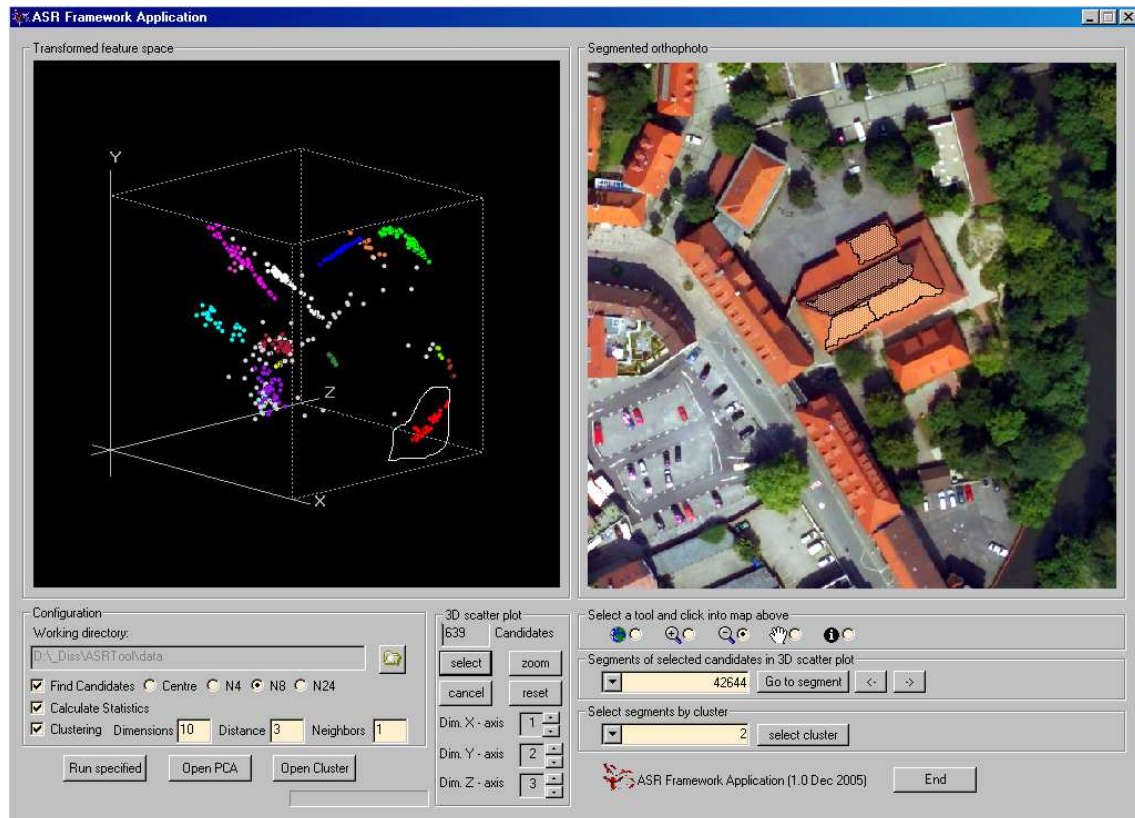 ASR Framework Application
Transformed feature space
Y
Z
X
Segmented orthophoto
Configuration
Working directory:
D:\_Diss\ASRTool\data
Find Candidates Centre N4 N8 N24
Calculate Statistics
Clustering Dimensions 10 Distance 3 Neighbors 1
Run specified Open PCA Open Cluster
3D scatter plot
639 Candidates
select zoom
cancel reset
Dim. X - axis 1
Dim. Y - axis 2
Dim. Z - axis 3
Select a tool and click into map above
Segments of selected candidates in 3D scatter plot
42644 Go to segment <- ->
Select segments by cluster
2 select cluster
ASR Framework Application (1.0 Dec 2005) End